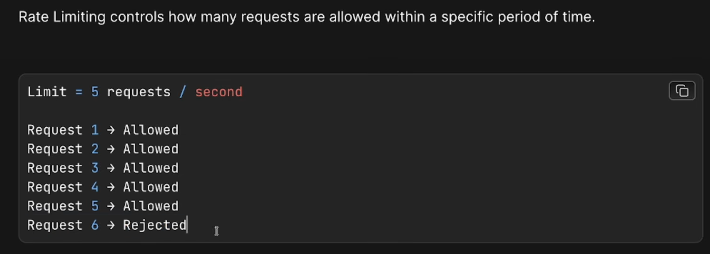 Rate Limiting controls how many requests are allowed within a specific period of time.
Limit = 5 requests / second
Request 1 → Allowed
Request 2 → Allowed
Request 3 → Allowed
Request 4 → Allowed
Request 5 → Allowed
Request 6 → Rejected